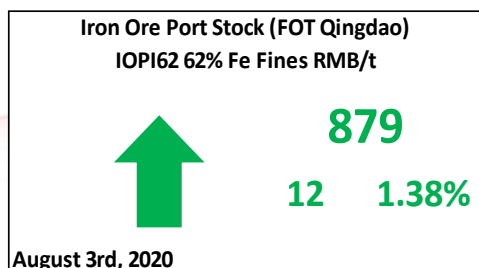 Iron Ore Port Stock (FOT Qingdao)
IOPI62 62% Fe Fines RMB/t
879
12 1.38%
August 3rd, 2020